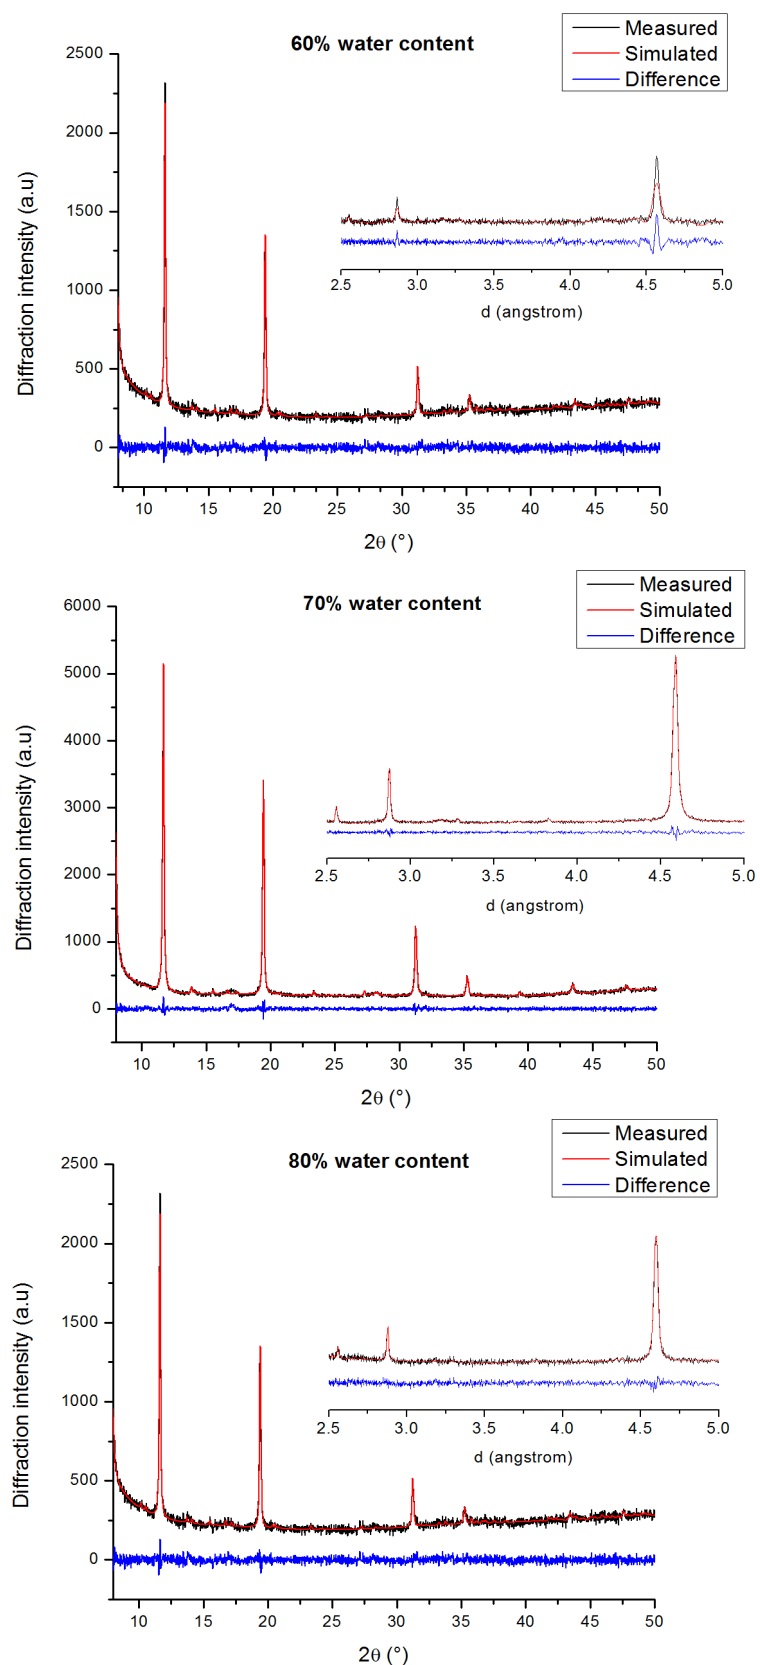 60% water content
Measured
Simulated
Difference
2500
2000
1500
1000
500
0
Diffraction intensity (a.u)
2.5 3.0 3.5 4.0 4.5 5.0
d (angstrom)
10 15 20 25 30 35 40 45 50
2θ (°)
70% water content
Measured
Simulated
Difference
6000
5000
4000
3000
2000
1000
0
Diffraction intensity (a.u)
2.5 3.0 3.5 4.0 4.5 5.0
d (angstrom)
10 15 20 25 30 35 40 45 50
2θ (°)
80% water content
Measured
Simulated
Difference
2500
2000
1500
1000
500
0
Diffraction intensity (a.u)
2.5 3.0 3.5 4.0 4.5 5.0
d (angstrom)
10 15 20 25 30 35 40 45 50
2θ (°)